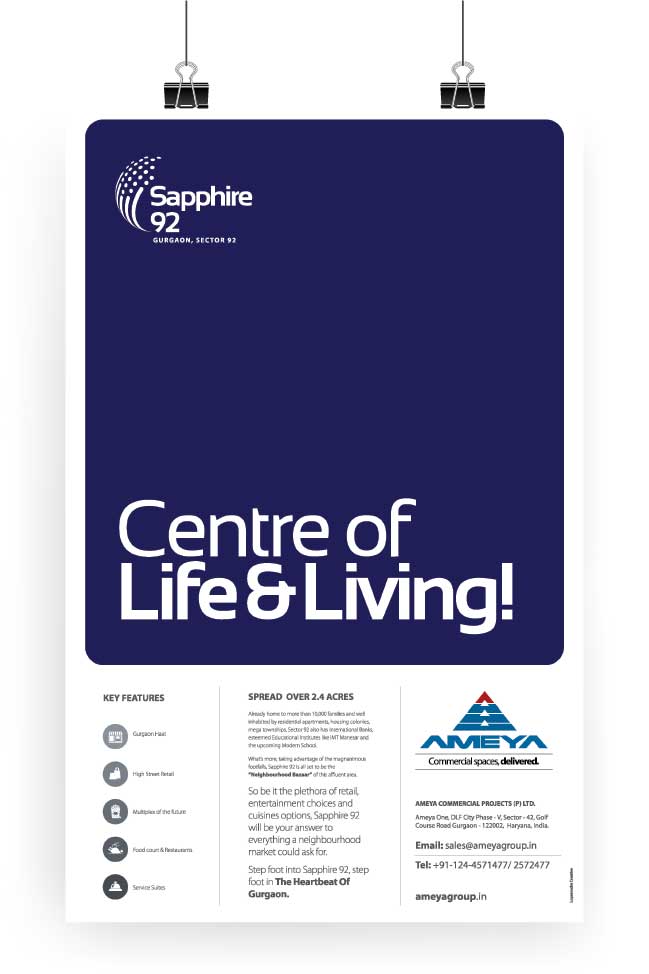 Sapphire
92
GURGAON, SECTOR 92
Centre of
Life & Living!
KEY FEATURES
Gurgaon Haat
High Street Retail
Multiplex of the future
Food court & Restaurants
Service Suites
SPREAD OVER 2.4 ACRES
Already home to more than 10,000 families and well
inhabited by residential apartments, housing colonies,
mega townships, Sector 92 also has International Banks,
esteemed Educational Institutes like IMT Manesar and
the upcoming Modern School.
What's more, taking advantage of the magnanimous
footfalls, Sapphire 92 is all set to be the
"Neighbourhood Bazaar" of this affluent area.
So be it the plethora of retail,
entertainment choices and
cuisines options, Sapphire 92
will be your answer to
everything a neighbourhood
market could ask for.
Step foot into Sapphire 92, step
foot in The Heartbeat Of
Gurgaon.
AMEYA
Commercial spaces, delivered.
AMEYA COMMERCIAL PROJECTS (P) LTD.
Ameya One, DLF City Phase - V, Sector - 42, Golf
Course Road Gurgaon - 122002, Haryana, India.
Email: sales@ameyagroup.in
Tel: +91-124-4571477/ 2572477
ameyagroup.in